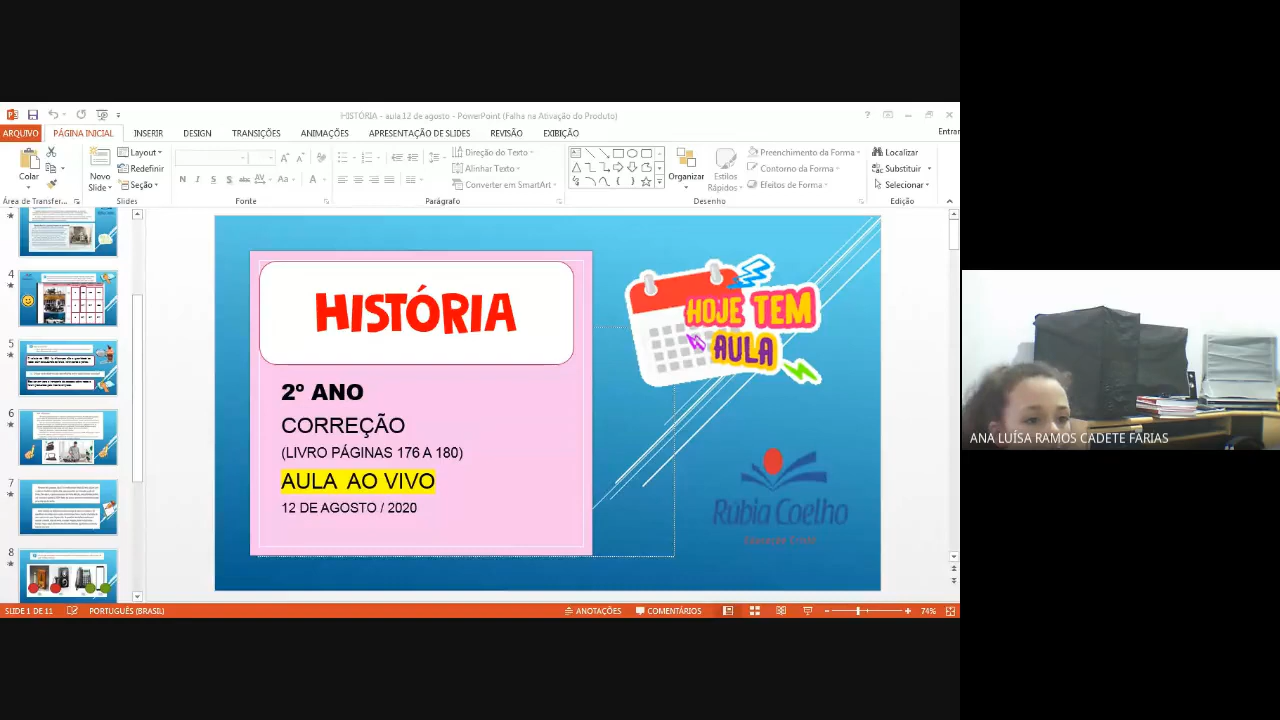 HISTÓRIA - aula 12 de agosto - PowerPoint (Falha na Ativação do Produto)
ARQUIVO PÁGINA INICIAL INSERIR DESIGN TRANSIÇÕES ANIMAÇÕES APRESENTAÇÃO DE SLIDES REVISÃO EXIBIÇÃO Entrar
Colar
Novo
Slide
Layout
Redefinir
Seção
Direção do Texto
Alinhar Texto
Converter em SmartArt
Organizar
Estilos
Rápidos
Preenchimento da Forma
Contorno da Forma
Efeitos de Forma
Localizar
Substituir
Selecionar
Área de Transfer... Slides Fonte Parágrafo Desenho Edição
4
5
6
7
8
HISTÓRIA
2º ANO
CORREÇÃO
(LIVRO PÁGINAS 176 A 180)
AULA AO VIVO
12 DE AGOSTO / 2020
HOJE TEM
AULA
Rúbia Coelho
ANA LUÍSA RAMOS CADETE FARIAS
SLIDE 1 DE 11 PORTUGUÊS (BRASIL) ANOTAÇÕES COMENTÁRIOS 74%